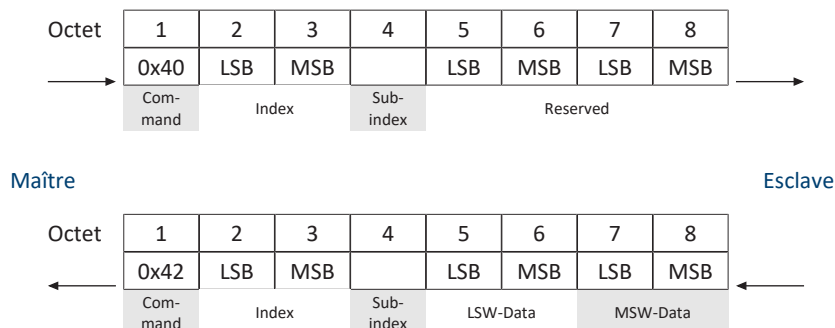 Octet 1 2 3 4 5 6 7 8
0x40 LSB MSB LSB MSB LSB MSB
Com-
mand Index Sub-
index Reserved
Maître Esclave
Octet 1 2 3 4 5 6 7 8
0x42 LSB MSB LSB MSB LSB MSB
Com-
mand Index Sub-
index LSW-Data MSW-Data